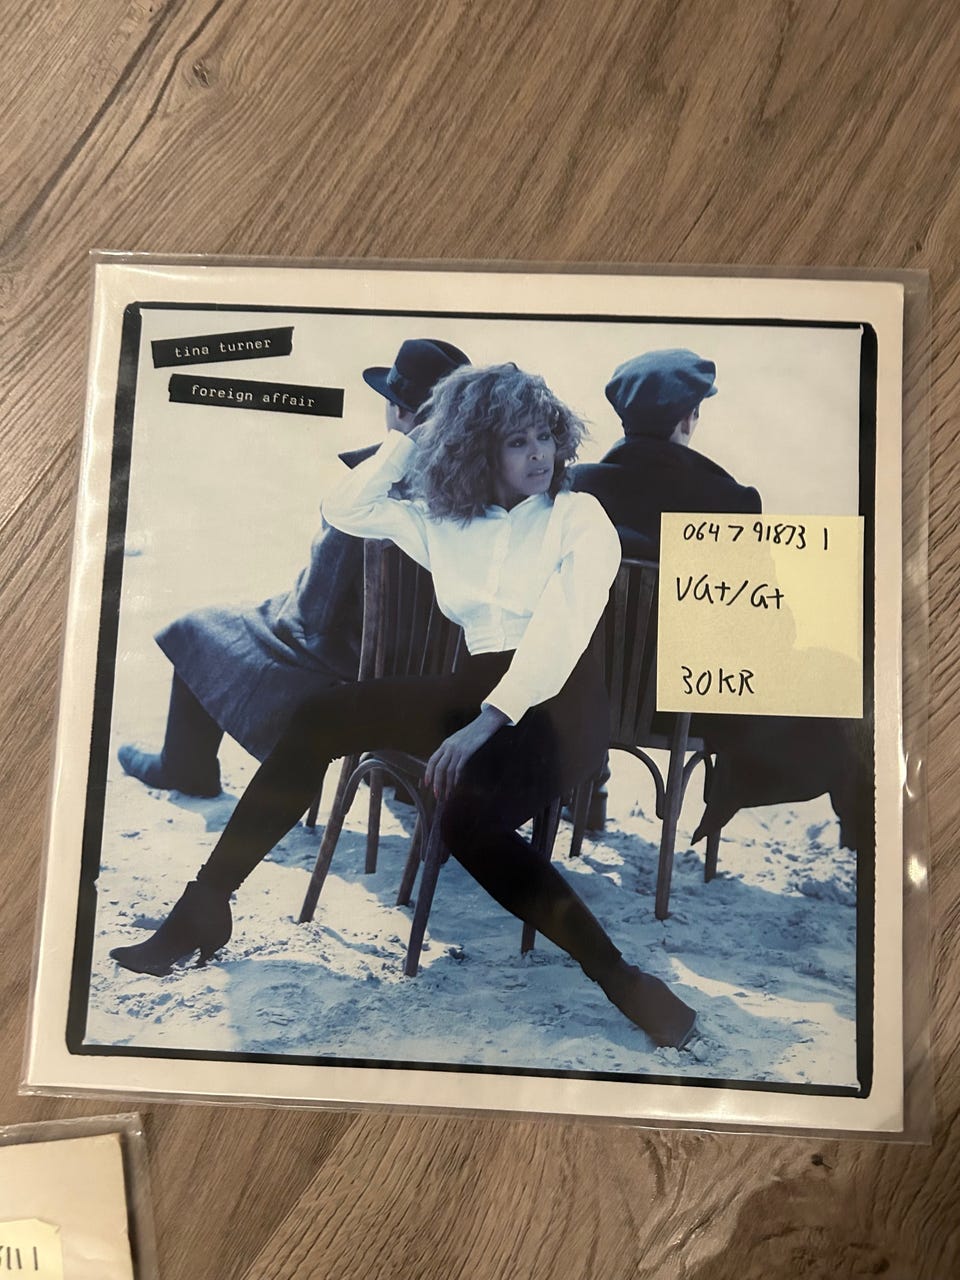 tina turner
foreign affair
064 7 91873 1
VG+/G+
30KR